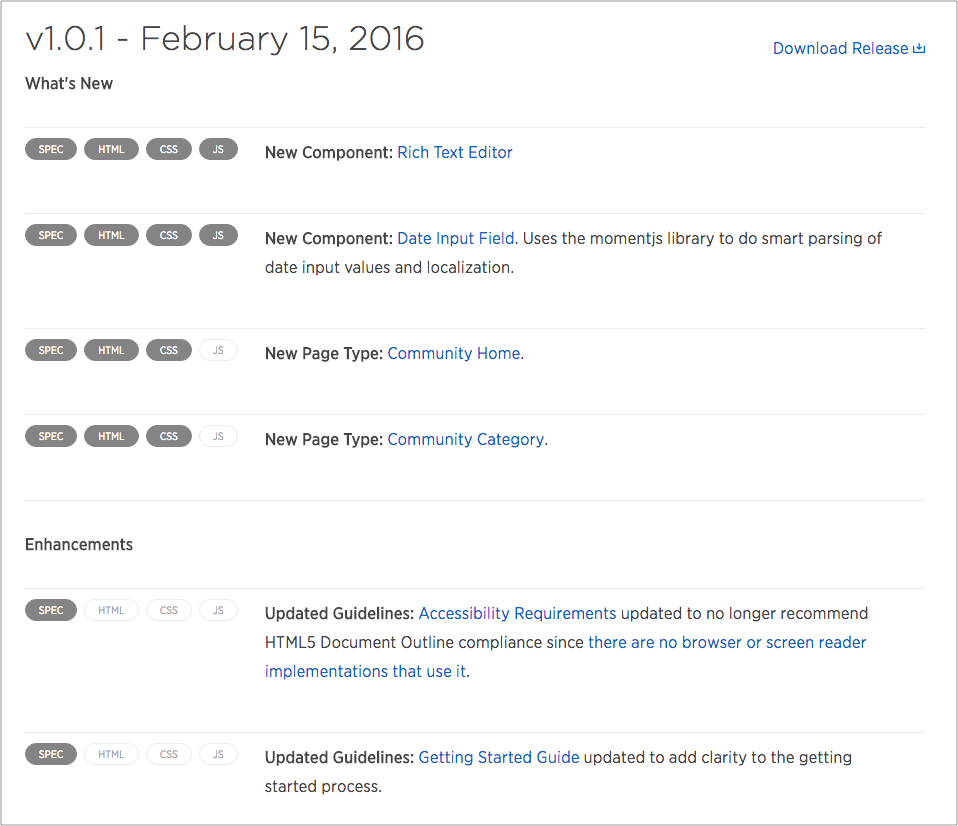 v1.0.1 - February 15, 2016
Download Release
What's New
SPEC HTML CSS JS
New Component: Rich Text Editor
SPEC HTML CSS JS
New Component: Date Input Field. Uses the momentjs library to do smart parsing of
date input values and localization.
SPEC HTML CSS JS
New Page Type: Community Home.
SPEC HTML CSS JS
New Page Type: Community Category.
Enhancements
SPEC HTML CSS JS
Updated Guidelines: Accessibility Requirements updated to no longer recommend
HTML5 Document Outline compliance since there are no browser or screen reader
implementations that use it.
SPEC HTML CSS JS
Updated Guidelines: Getting Started Guide updated to add clarity to the getting
started process.